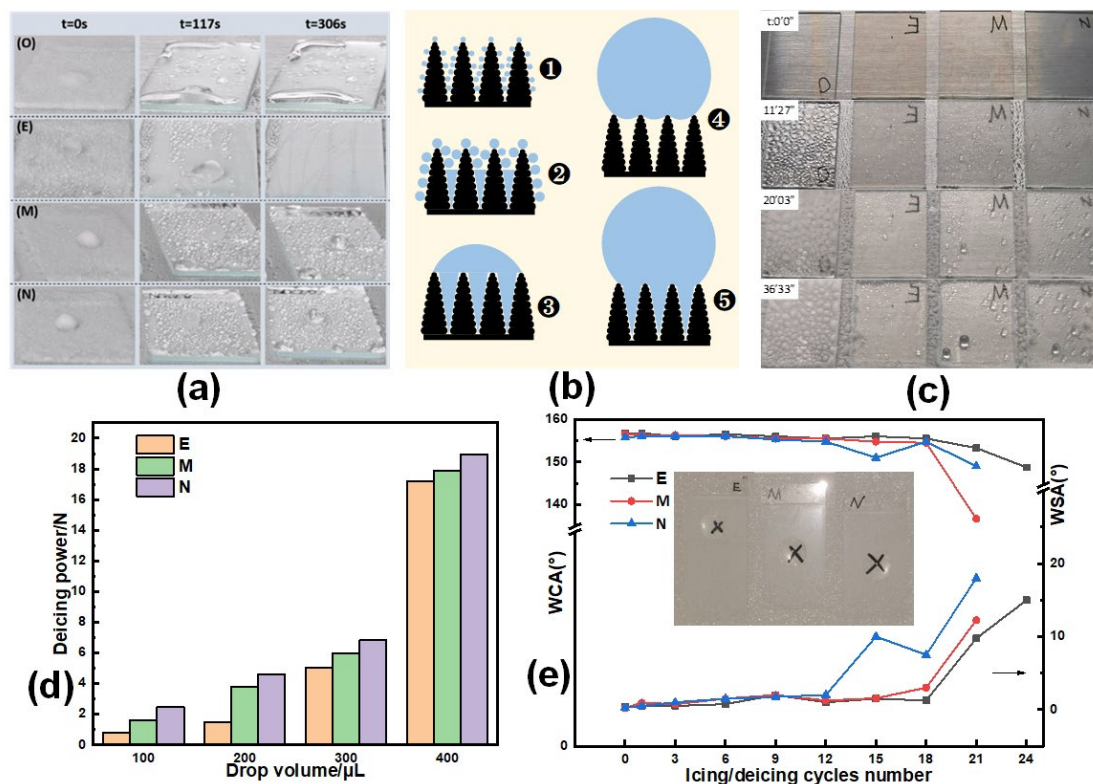 t=0s t=117s t=306s
(O)
(E)
(M)
(N)
(a)
❶
❷
❸
❹
❺
(b)
t:0'0"
O E M N
11'27"
O E M N
20'03"
E M N
36'33"
E M N
(c)
E
M
N
Deicing power/N
20
18
16
14
12
10
8
6
4
2
0
100 200 300 400
Drop volume/μL
(d)
E
M
N
E M N
WCA(°)
160
150
140
0
WSA(°)
20
10
0
0 3 6 9 12 15 18 21 24
Icing/deicing cycles number
(e)